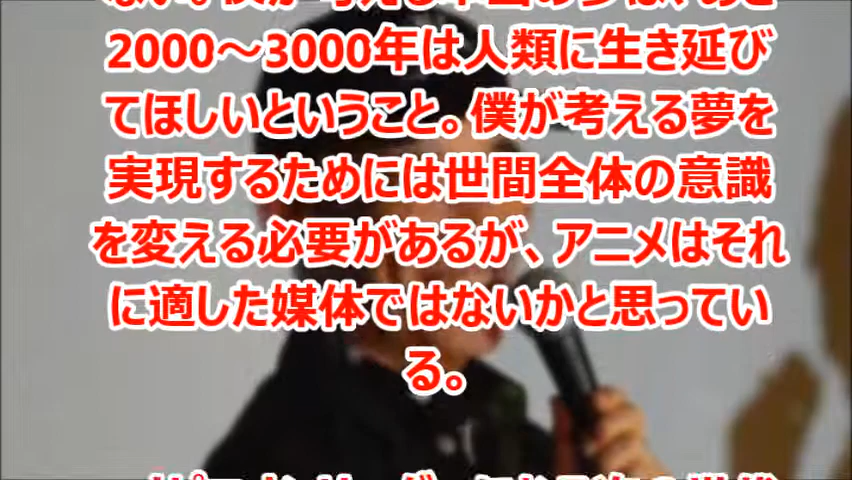 2000～3000年は人類に生き延び
てほしいということ。僕が考える夢を
実現するためには世間全体の意識
を変える必要があるが、アニメはそれ
に適した媒体ではないかと思ってい
る。